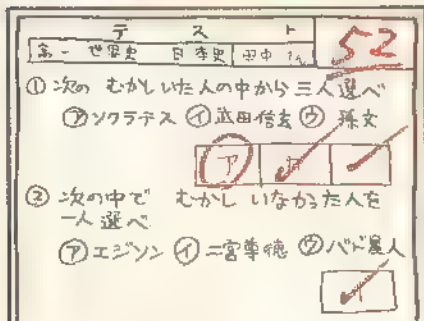 テスト
高一 世界史 日本史 田中 52
① 次の むかしいた人の中から 三人選べ
㋐ソクラテス ㋑武田信玄 ㋒孫文
ア
② 次の中で むかし いなかった人を
一人選べ
㋐エジソン ㋑二宮尊徳 ㋒バド星人
イ